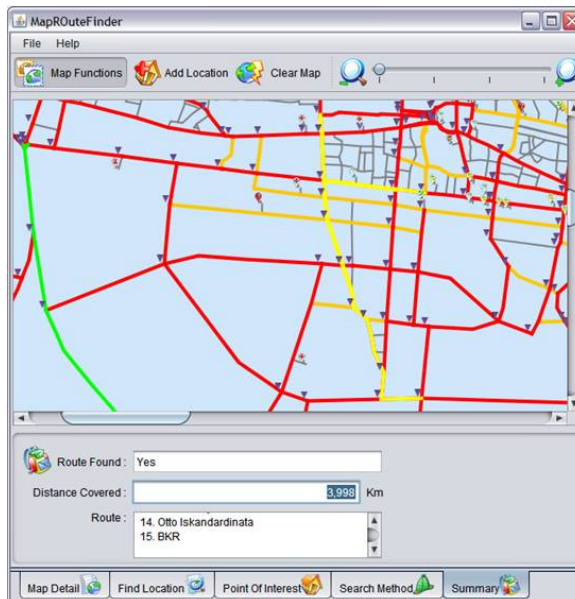 MapROuteFinder
File Help
Map Functions Add Location Clear Map
Route Found : Yes
Distance Covered : 3,998 Km
Route : 14. Otto Iskandardinata
15. BKR
Map Detail Find Location Point Of Interest Search Method Summary